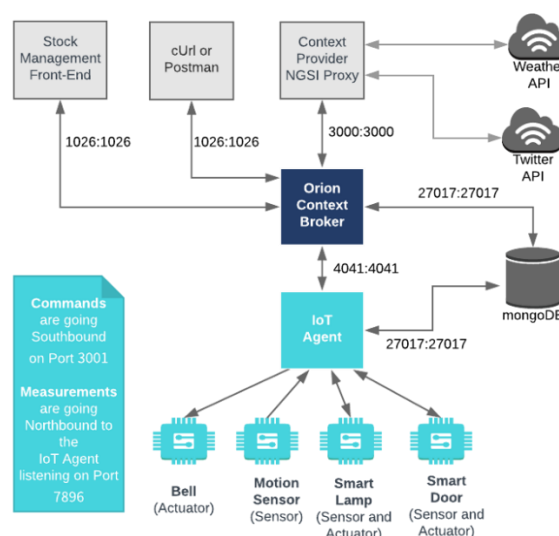 Stock
Management
Front-End
cUrl or
Postman
Context
Provider
NGSI Proxy
Weathe
API
1026:1026
1026:1026
3000:3000
Twitter
API
Orion
Context
Broker
27017:27017
4041:4041
mongoDB
Commands
are going
Southbound
on Port 3001
Measurements
are going
Northbound to
the
IoT Agent
listening on Port
7896
IoT
Agent
27017:27017
Bell
(Actuator)
Motion
Sensor
(Sensor)
Smart
Lamp
(Sensor and
Actuator)
Smart
Door
(Sensor and
Actuator)